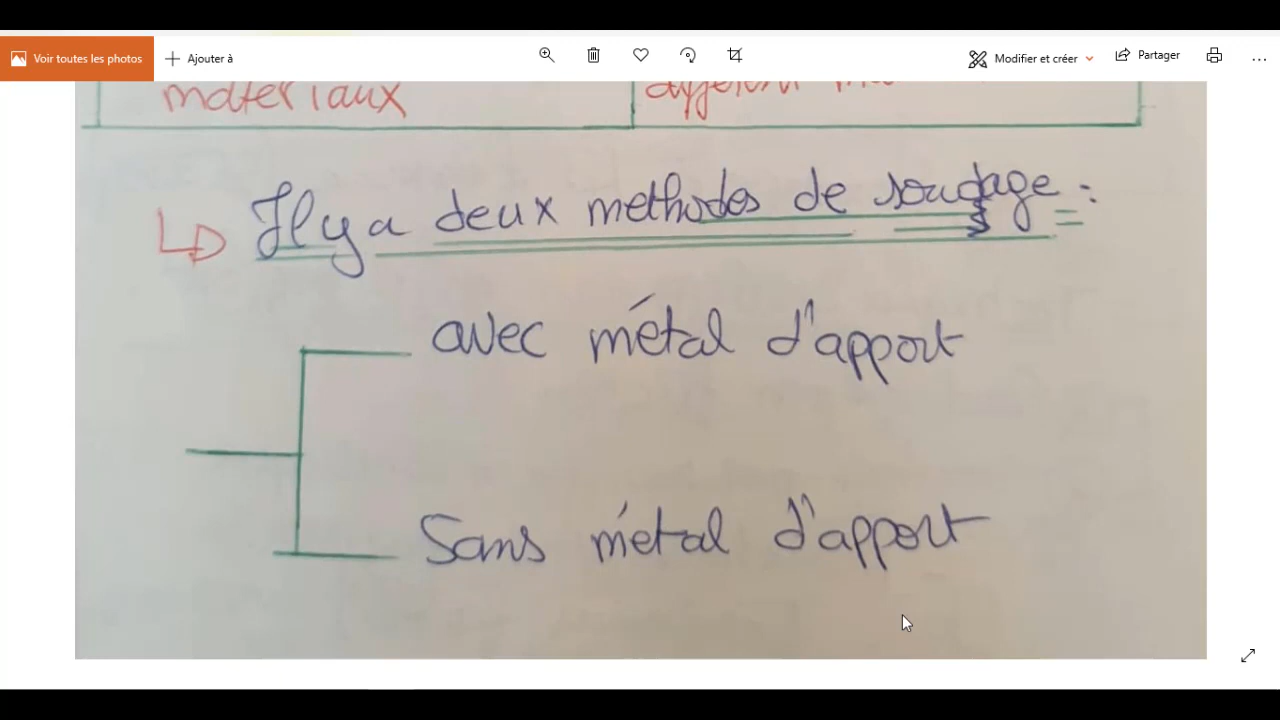 Voir toutes les photos
Ajouter à
Modifier et créer
Partager
materiaux
Il y a deux methodes de soudage :
avec métal d'apport
Sans métal d'apport